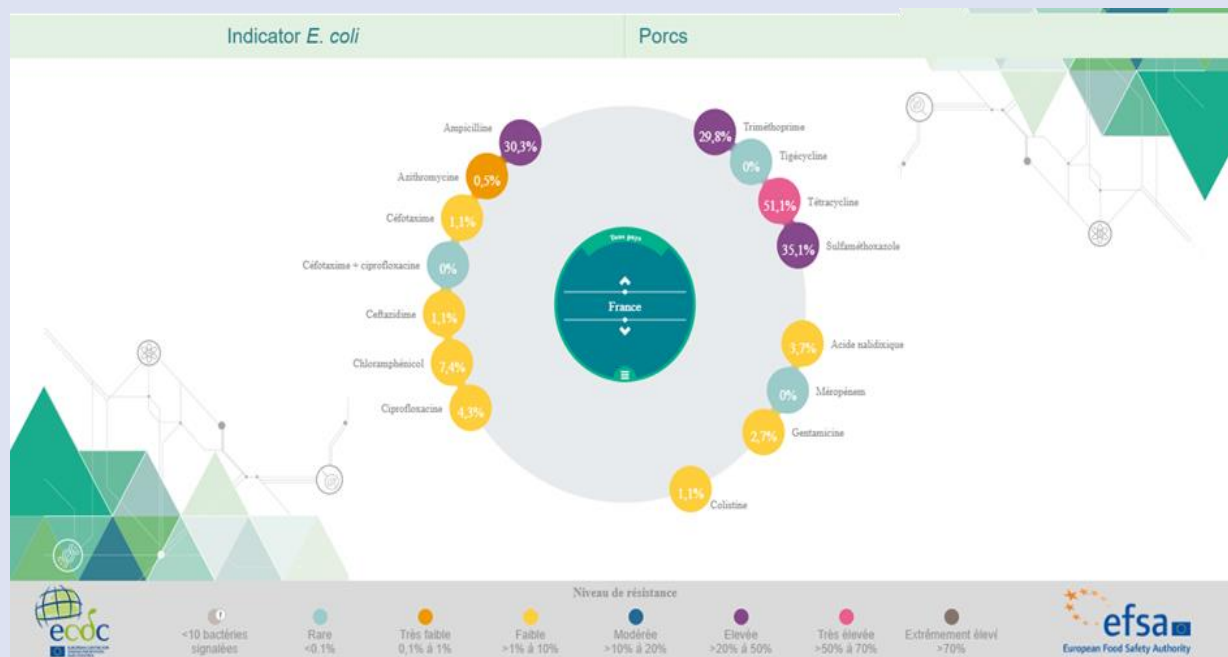 Indicator E. coli
Porcs
Ampicilline
30,3%
Azithromycine
0,5%
Céfotaxime
1,1%
Céfotaxime + ciprofloxacine
0%
Ceftazidime
1,1%
Chloramphénicol
7,4%
Ciprofloxacine
4,3%
29,8%
Triméthoprime
0%
Tigécycline
51,1%
Tétracycline
35,1%
Sulfaméthoxazole
3,7%
Acide nalidixique
0%
Méropénem
2,7%
Gentamicine
1,1%
Colistine
Tous pays
France
Niveau de résistance
<10 bactéries
signalées
Rare
<0.1%
Très faible
0,1% á 1%
Faible
>1% á 10%
Modérée
>10% á 20%
Elevée
>20% á 50%
Très élevée
>50% á 70%
Extrêmement élevé
>70%
ecdc
efsa
European Food Safety Authority